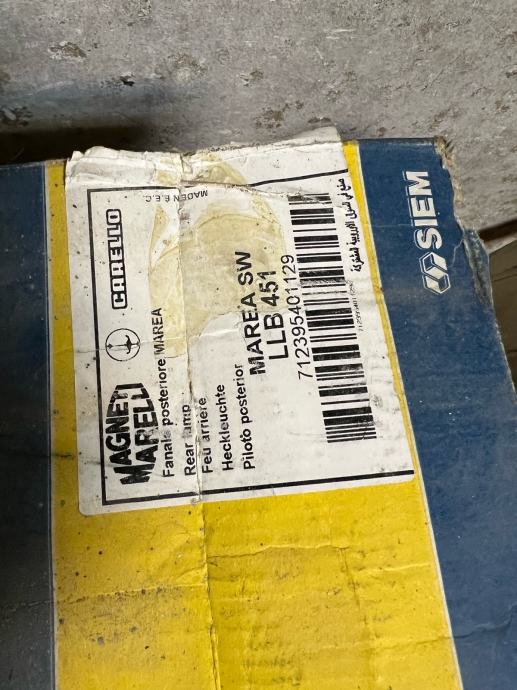 MAGNETI
MARELLI
CARELLO
MADE IN E.E.C.
Fanale posteriore MAREA
Rear lamp
Feu arriere
Heckleuchte
Piloto posterior
MAREA SW
LLB 451
712395401129
SIEM